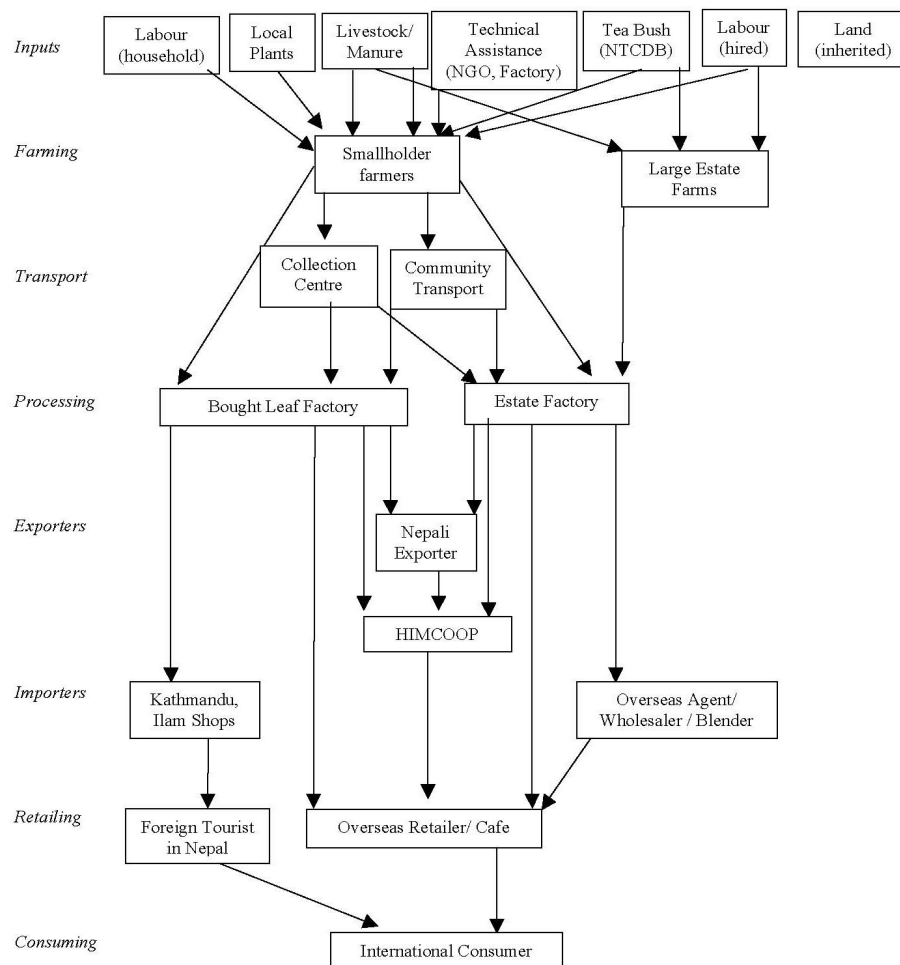 Inputs
Labour
(household)
Local
Plants
Livestock/
Manure
Technical
Assistance
(NGO, Factory)
Tea Bush
(NTCDB)
Labour
(hired)
Land
(inherited)
Farming
Smallholder
farmers
Large Estate
Farms
Transport
Collection
Centre
Community
Transport
Processing
Bought Leaf Factory
Estate Factory
Exporters
Nepali
Exporter
HIMCOOP
Importers
Kathmandu,
Ilam Shops
Overseas Agent/
Wholesaler / Blender
Retailing
Foreign Tourist
in Nepal
Overseas Retailer/ Cafe
Consuming
International Consumer